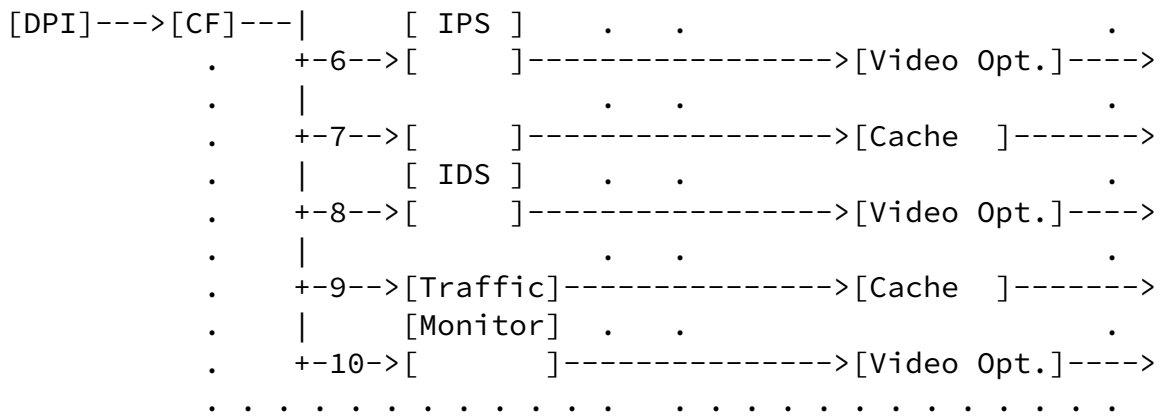 [DPI]--->[CF]---|     [ IPS ]     .   .                       .
           .    +-6-->[     ]----------------->[Video Opt.]---->
           .    |                 .   .                       .
           .    +-7-->[     ]----------------->[Cache  ]------->
           .    |     [ IDS ]     .   .                       .
           .    +-8-->[     ]----------------->[Video Opt.]---->
           .    |                 .   .                       .
           .    +-9-->[Traffic]--------------->[Cache  ]------->
           .    |     [Monitor]   .   .                       .
           .    +-10->[       ]--------------->[Video Opt.]---->
           . . . . . . . . . . . .   . . . . . . . . . . . . .